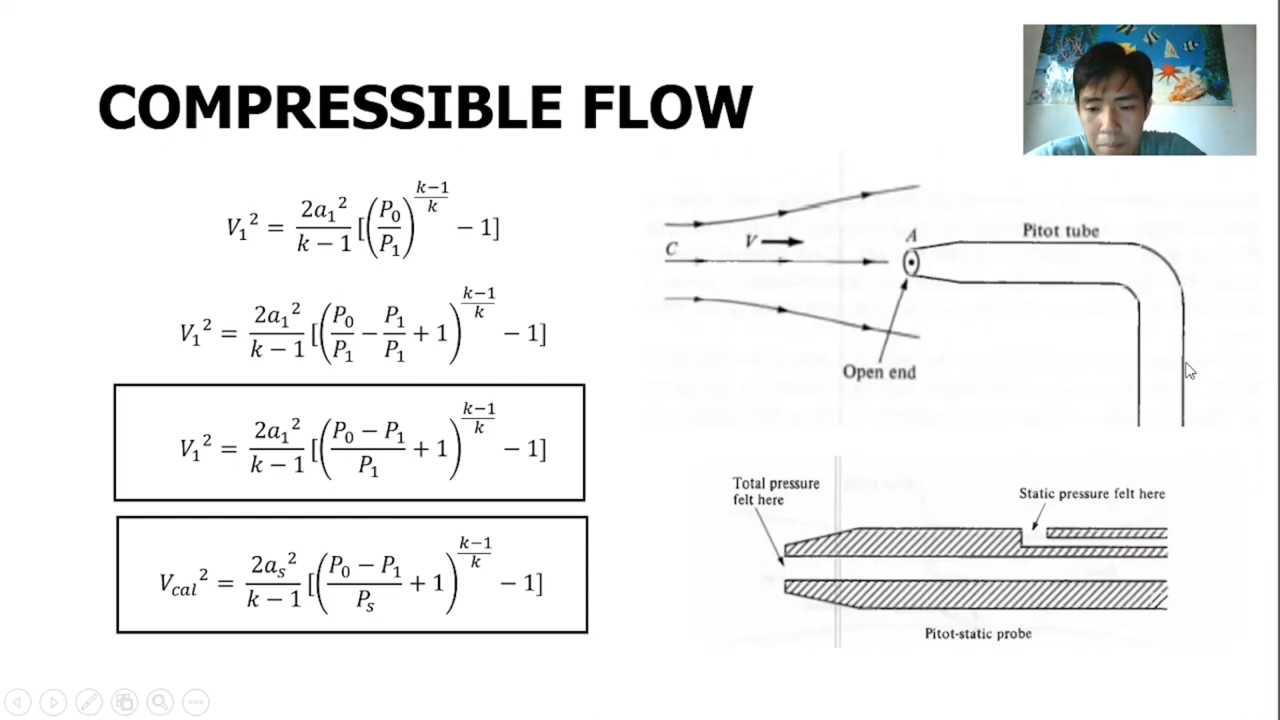 COMPRESSIBLE FLOW
V₁² = 2a₁²/(k−1) [(P₀/P₁)^((k−1)/k) − 1]
V₁² = 2a₁²/(k−1) [(P₀/P₁ − P₁/P₁ + 1)^((k−1)/k) − 1]
V₁² = 2a₁²/(k−1) [((P₀ − P₁)/P₁ + 1)^((k−1)/k) − 1]
V_cal² = 2a_s²/(k−1) [((P₀ − P₁)/P_s + 1)^((k−1)/k) − 1]
C
V
A
Pitot tube
Open end
Total pressure
felt here
Static pressure felt here
Pitot-static probe